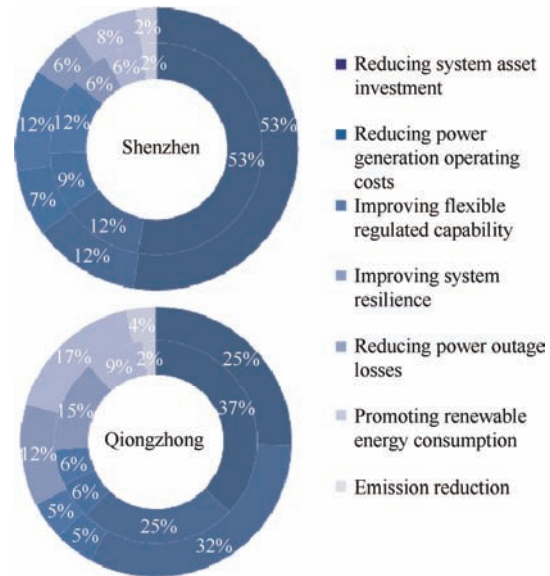 2%
8%
2%
6%
6%
6%
53%
12%
12%
53%
Shenzhen
9%
7%
12%
12%
4%
17%
2%
25%
9%
37%
15%
Qiongzhong
12%
6%
6%
5%
25%
5%
32%
Reducing system asset
investment
Reducing power
generation operating
costs
Improving flexible
regulated capability
Improving system
resilience
Reducing power outage
losses
Promoting renewable
energy consumption
Emission reduction